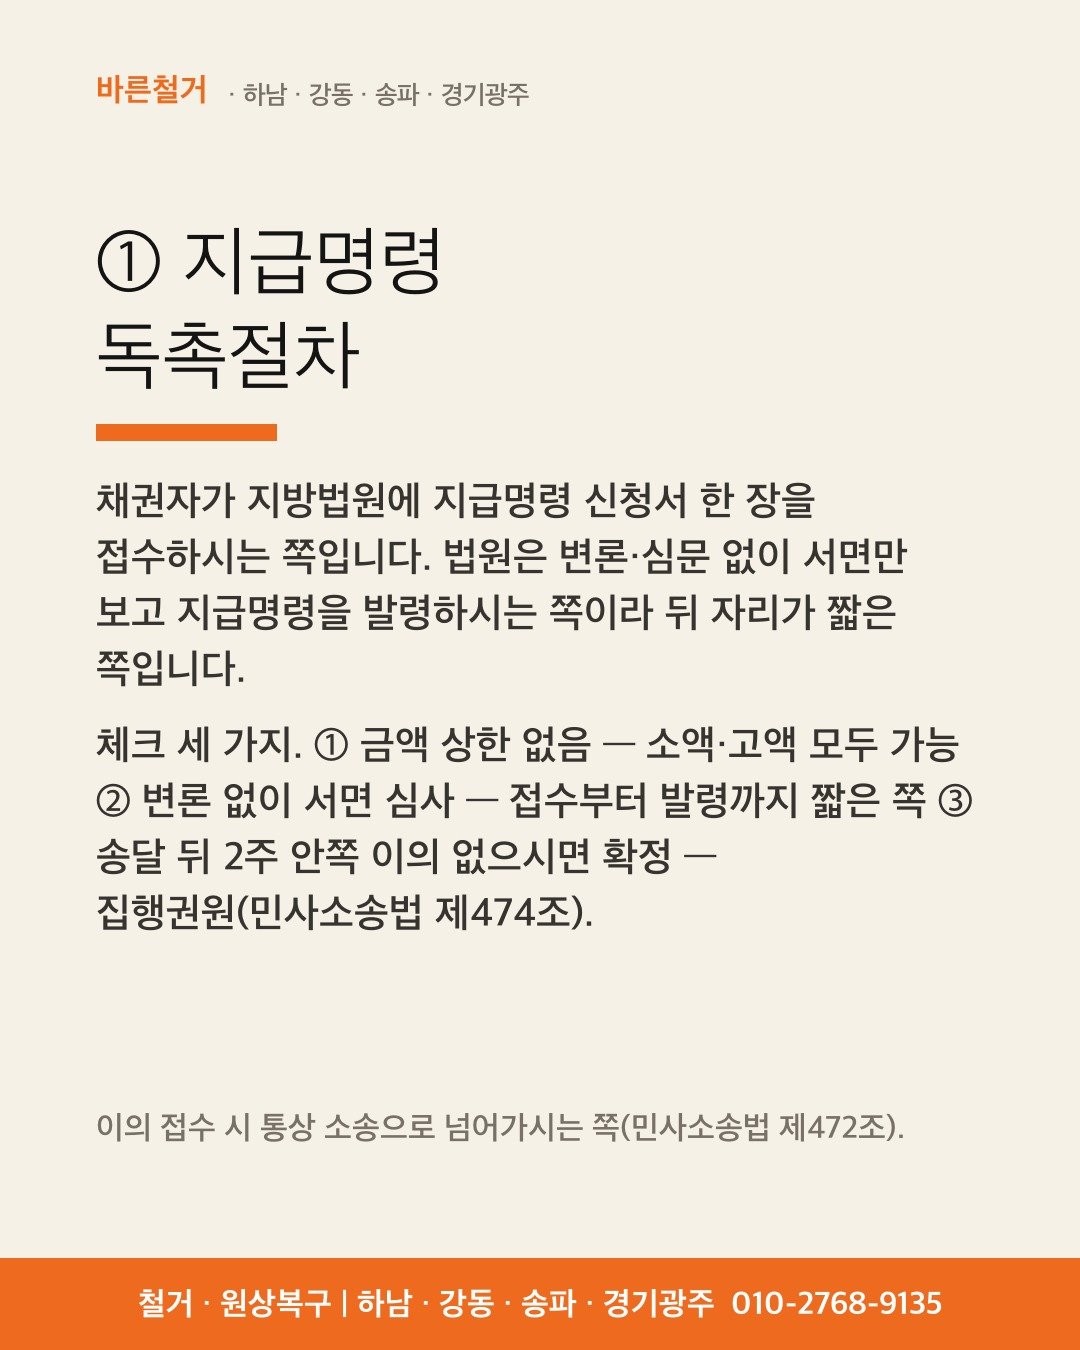 바른철거 · 하남 · 강동 · 송파 · 경기광주
① 지급명령
독촉절차
채권자가 지방법원에 지급명령 신청서 한 장을
접수하시는 쪽입니다. 법원은 변론·심문 없이 서면만
보고 지급명령을 발령하시는 쪽이라 뒤 자리가 짧은
쪽입니다.
체크 세 가지. ① 금액 상한 없음 — 소액·고액 모두 가능
② 변론 없이 서면 심사 — 접수부터 발령까지 짧은 쪽 ③
송달 뒤 2주 안쪽 이의 없으시면 확정 —
집행권원(민사소송법 제474조).
이의 접수 시 통상 소송으로 넘어가시는 쪽(민사소송법 제472조).
철거 · 원상복구 | 하남 · 강동 · 송파 · 경기광주 010-2768-9135